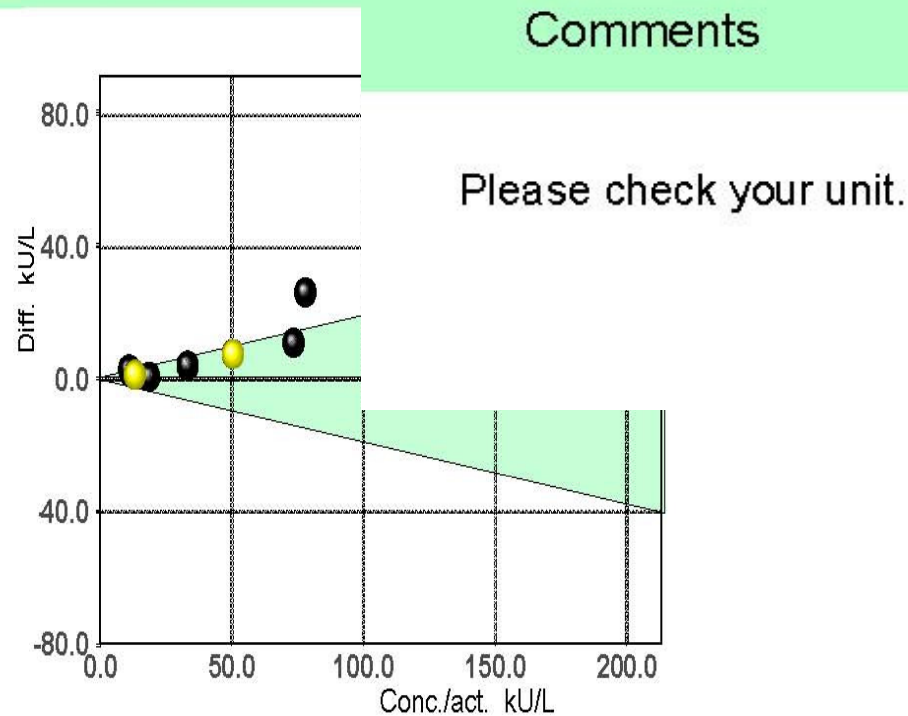 Comments
Please check your unit.
80.0
40.0
0.0
-40.0
-80.0
Diff. kU/L
0.0
50.0
100.0
150.0
200.0
Conc./act. kU/L